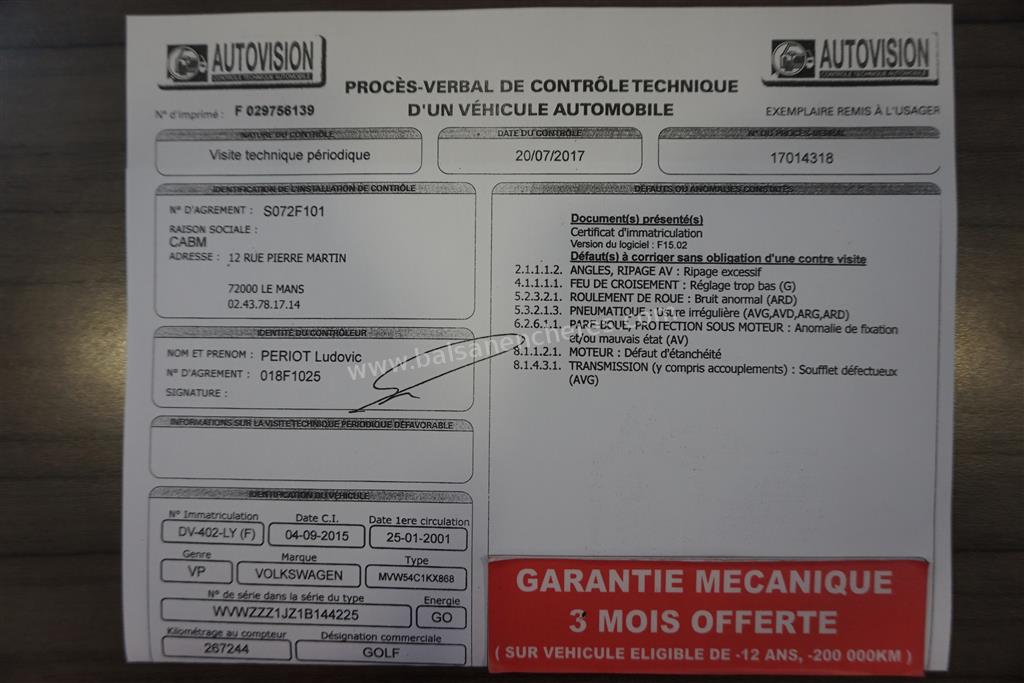 AUTOVISION
CONTRÔLE TECHNIQUE AUTOMOBILE
AUTOVISION
CONTRÔLE TECHNIQUE AUTOMOBILE
PROCÈS-VERBAL DE CONTRÔLE TECHNIQUE
D'UN VÉHICULE AUTOMOBILE
N° d'imprimé : F 029756139
EXEMPLAIRE REMIS À L'USAGER
NATURE DU CONTRÔLE
Visite technique périodique
DATE DU CONTRÔLE
20/07/2017
N° DU PROCÈS-VERBAL
17014318
IDENTIFICATION DE L'INSTALLATION DE CONTRÔLE
N° D'AGREMENT : S072F101
RAISON SOCIALE :
CABM
ADRESSE : 12 RUE PIERRE MARTIN
72000 LE MANS
02.43.78.17.14
IDENTITÉ DU CONTRÔLEUR
NOM ET PRENOM : PERIOT Ludovic
N° D'AGREMENT : 018F1025
SIGNATURE :
INFORMATIONS SUR LA VISITE TECHNIQUE PÉRIODIQUE DÉFAVORABLE
IDENTIFICATION DU VÉHICULE
N° Immatriculation
DV-402-LY (F)
Date C.I.
04-09-2015
Date 1ere circulation
25-01-2001
Genre
VP
Marque
VOLKSWAGEN
Type
MVW54C1KX868
N° de série dans la série du type
WVWZZZ1JZ1B144225
Energie
GO
Kilométrage au compteur
267244
Désignation commerciale
GOLF
DÉFAUTS OU ANOMALIES CONSTATÉS
Document(s) présenté(s)
Certificat d'immatriculation
Version du logiciel : F15.02
Défaut(s) à corriger sans obligation d'une contre visite
2.1.1.1.2. ANGLES, RIPAGE AV : Ripage excessif
4.1.1.1.1. FEU DE CROISEMENT : Réglage trop bas (G)
5.2.3.2.1. ROULEMENT DE ROUE : Bruit anormal (ARD)
5.3.2.1.3. PNEUMATIQUE : Usure irrégulière (AVG,AVD,ARG,ARD)
6.2.6.1.1. PARE BOUE, PROTECTION SOUS MOTEUR : Anomalie de fixation
et/ou mauvais état (AV)
8.1.1.2.1. MOTEUR : Défaut d'étanchéité
8.1.4.3.1. TRANSMISSION (y compris accouplements) : Soufflet défectueux
(AVG)
GARANTIE MECANIQUE
3 MOIS OFFERTE
( SUR VEHICULE ELIGIBLE DE -12 ANS, -200 000KM )